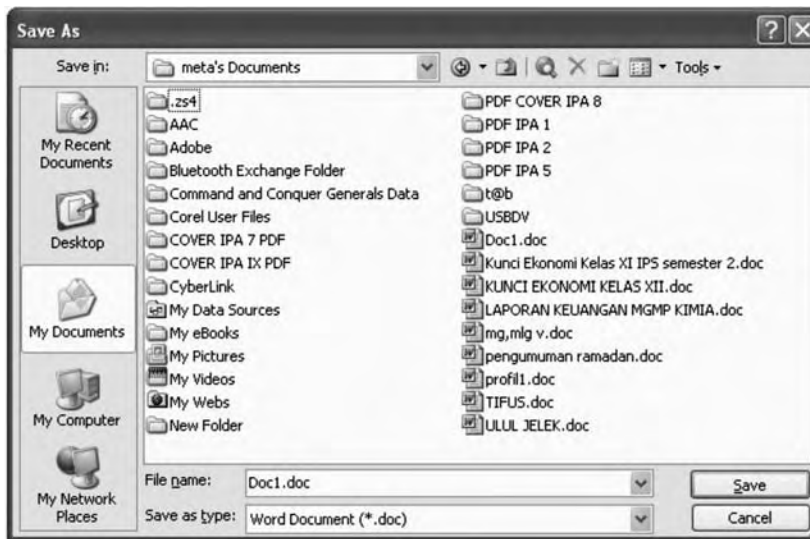 Save As
Save in:
meta's Documents
Tools
My Recent
Documents
Desktop
My Documents
My Computer
My Network
Places
.zs4
AAC
Adobe
Bluetooth Exchange Folder
Command and Conquer Generals Data
Corel User Files
COVER IPA 7 PDF
COVER IPA IX PDF
CyberLink
My Data Sources
My eBooks
My Pictures
My Videos
My Webs
New Folder
PDF COVER IPA 8
PDF IPA 1
PDF IPA 2
PDF IPA 5
t@b
USBDV
Doc1.doc
Kunci Ekonomi Kelas XI IPS semester 2.doc
KUNCI EKONOMI KELAS XII.doc
LAPORAN KEUANGAN MGMP KIMIA.doc
mg,mlg v.doc
pengumuman ramadan.doc
profil1.doc
TIFUS.doc
ULUL JELEK.doc
File name:
Doc1.doc
Save
Save as type:
Word Document (*.doc)
Cancel